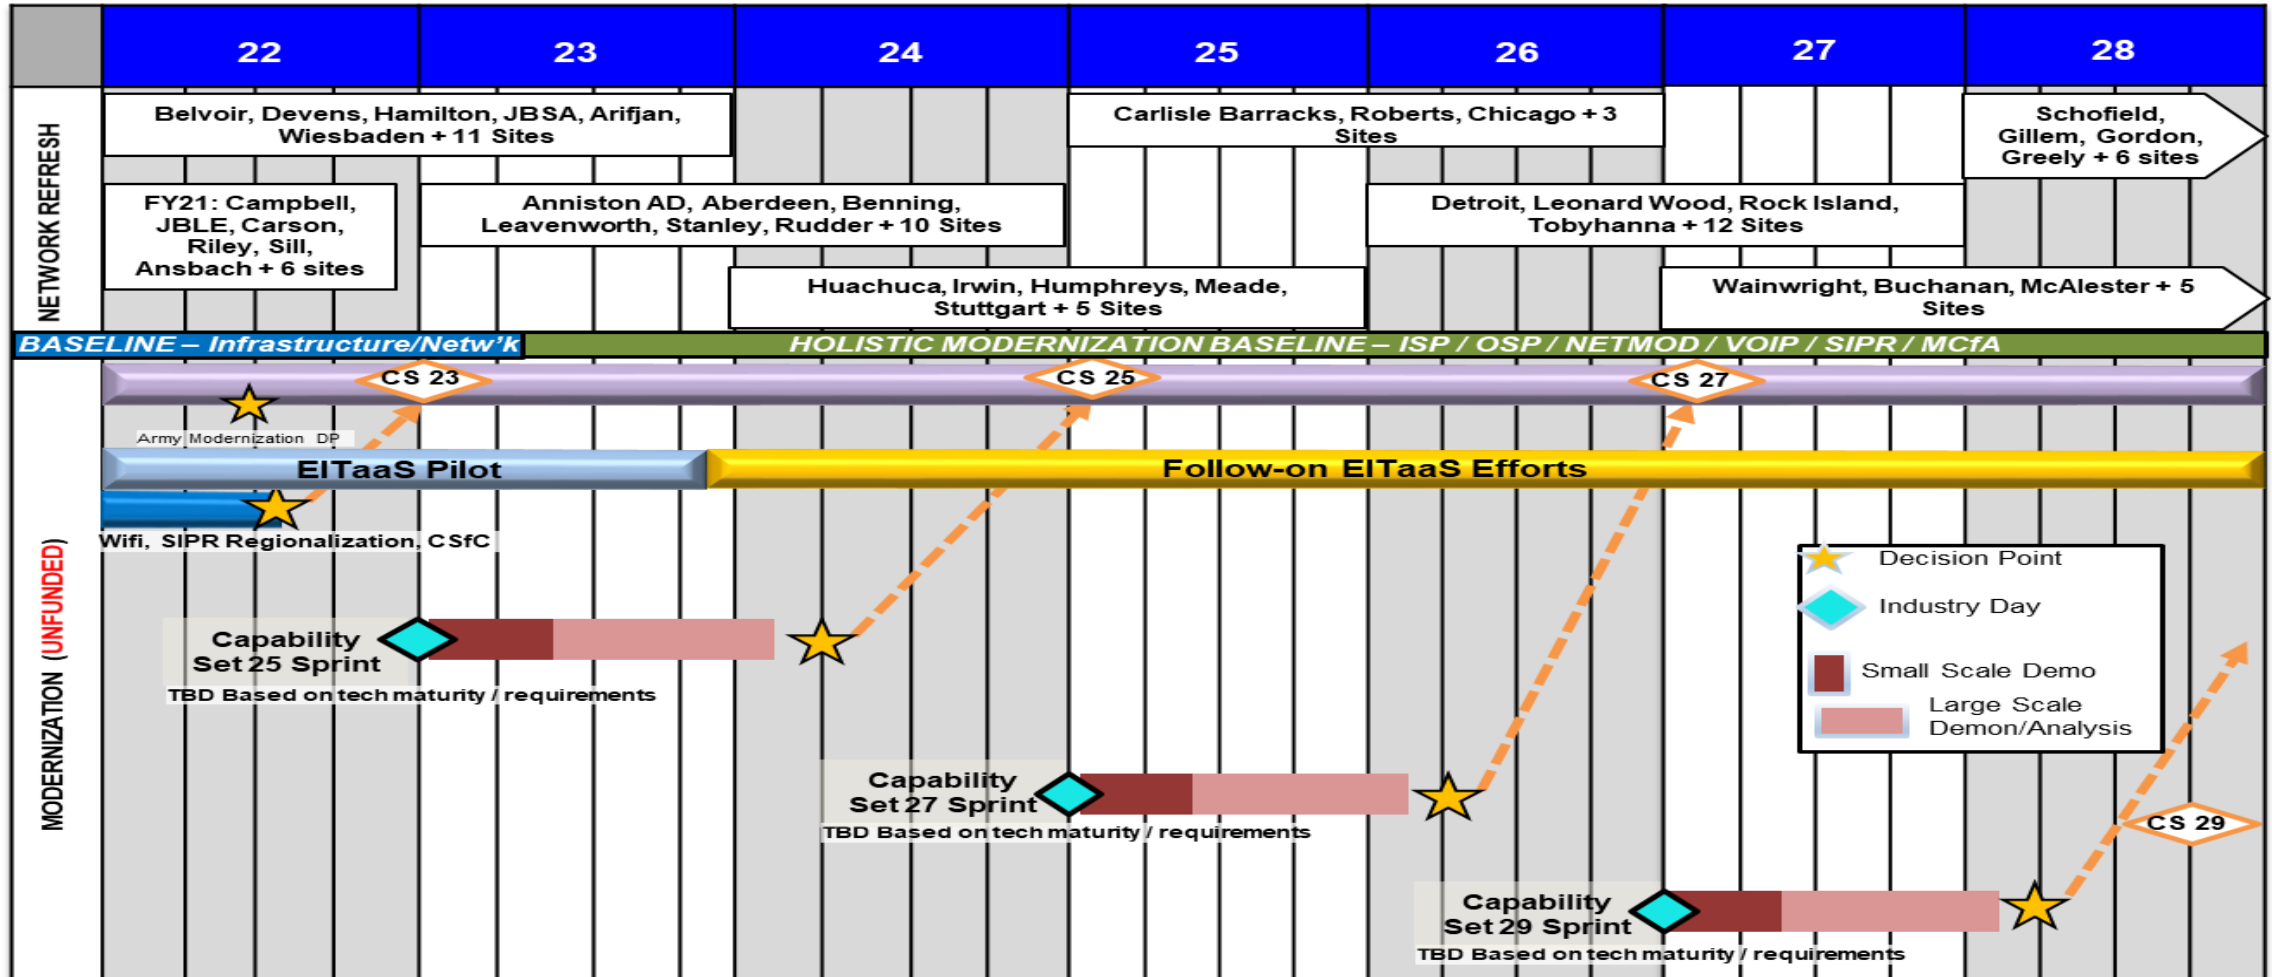 22 23 24 25 26 27 28
NETWORK REFRESH
Belvoir, Devens, Hamilton, JBSA, Arifjan,
Wiesbaden + 11 Sites
Carlisle Barracks, Roberts, Chicago + 3
Sites
Schofield,
Gillem, Gordon,
Greely + 6 sites
FY21: Campbell,
JBLE, Carson,
Riley, Sill,
Ansbach + 6 sites
Anniston AD, Aberdeen, Benning,
Leavenworth, Stanley, Rudder + 10 Sites
Detroit, Leonard Wood, Rock Island,
Tobyhanna + 12 Sites
Huachuca, Irwin, Humphreys, Meade,
Stuttgart + 5 Sites
Wainwright, Buchanan, McAlester + 5
Sites
BASELINE – Infrastructure/Netw'k
HOLISTIC MODERNIZATION BASELINE – ISP / OSP / NETMOD / VOIP / SIPR / MCfA
MODERNIZATION (UNFUNDED)
CS 23
CS 25
CS 27
Army Modernization DP
EITaaS Pilot
Follow-on EITaaS Efforts
Wifi, SIPR Regionalization, CSfC
Decision Point
Industry Day
Small Scale Demo
Large Scale
Demon/Analysis
Capability
Set 25 Sprint
TBD Based on tech maturity / requirements
Capability
Set 27 Sprint
TBD Based on tech maturity / requirements
CS 29
Capability
Set 29 Sprint
TBD Based on tech maturity / requirements